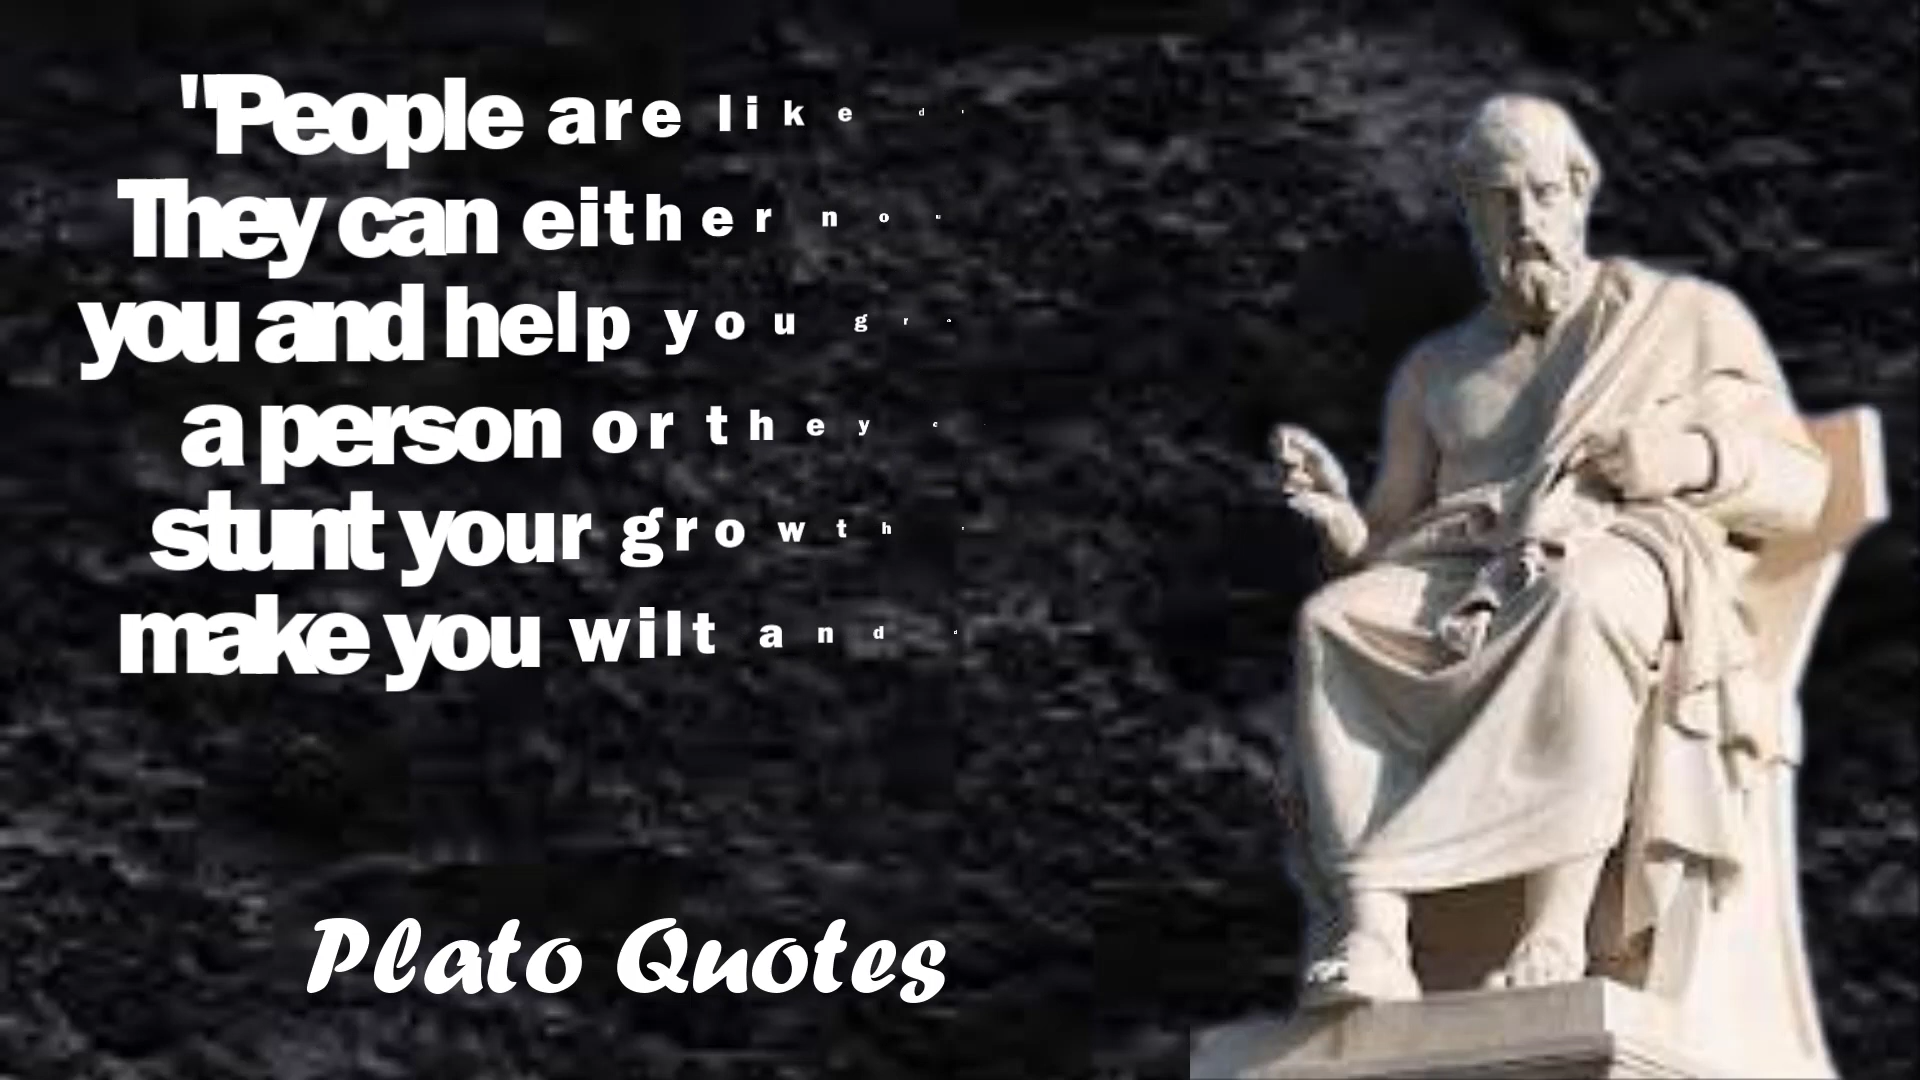 "People are like
They can either
you and help you
a person or they
stunt your growth
make you wilt and
Plato Quotes